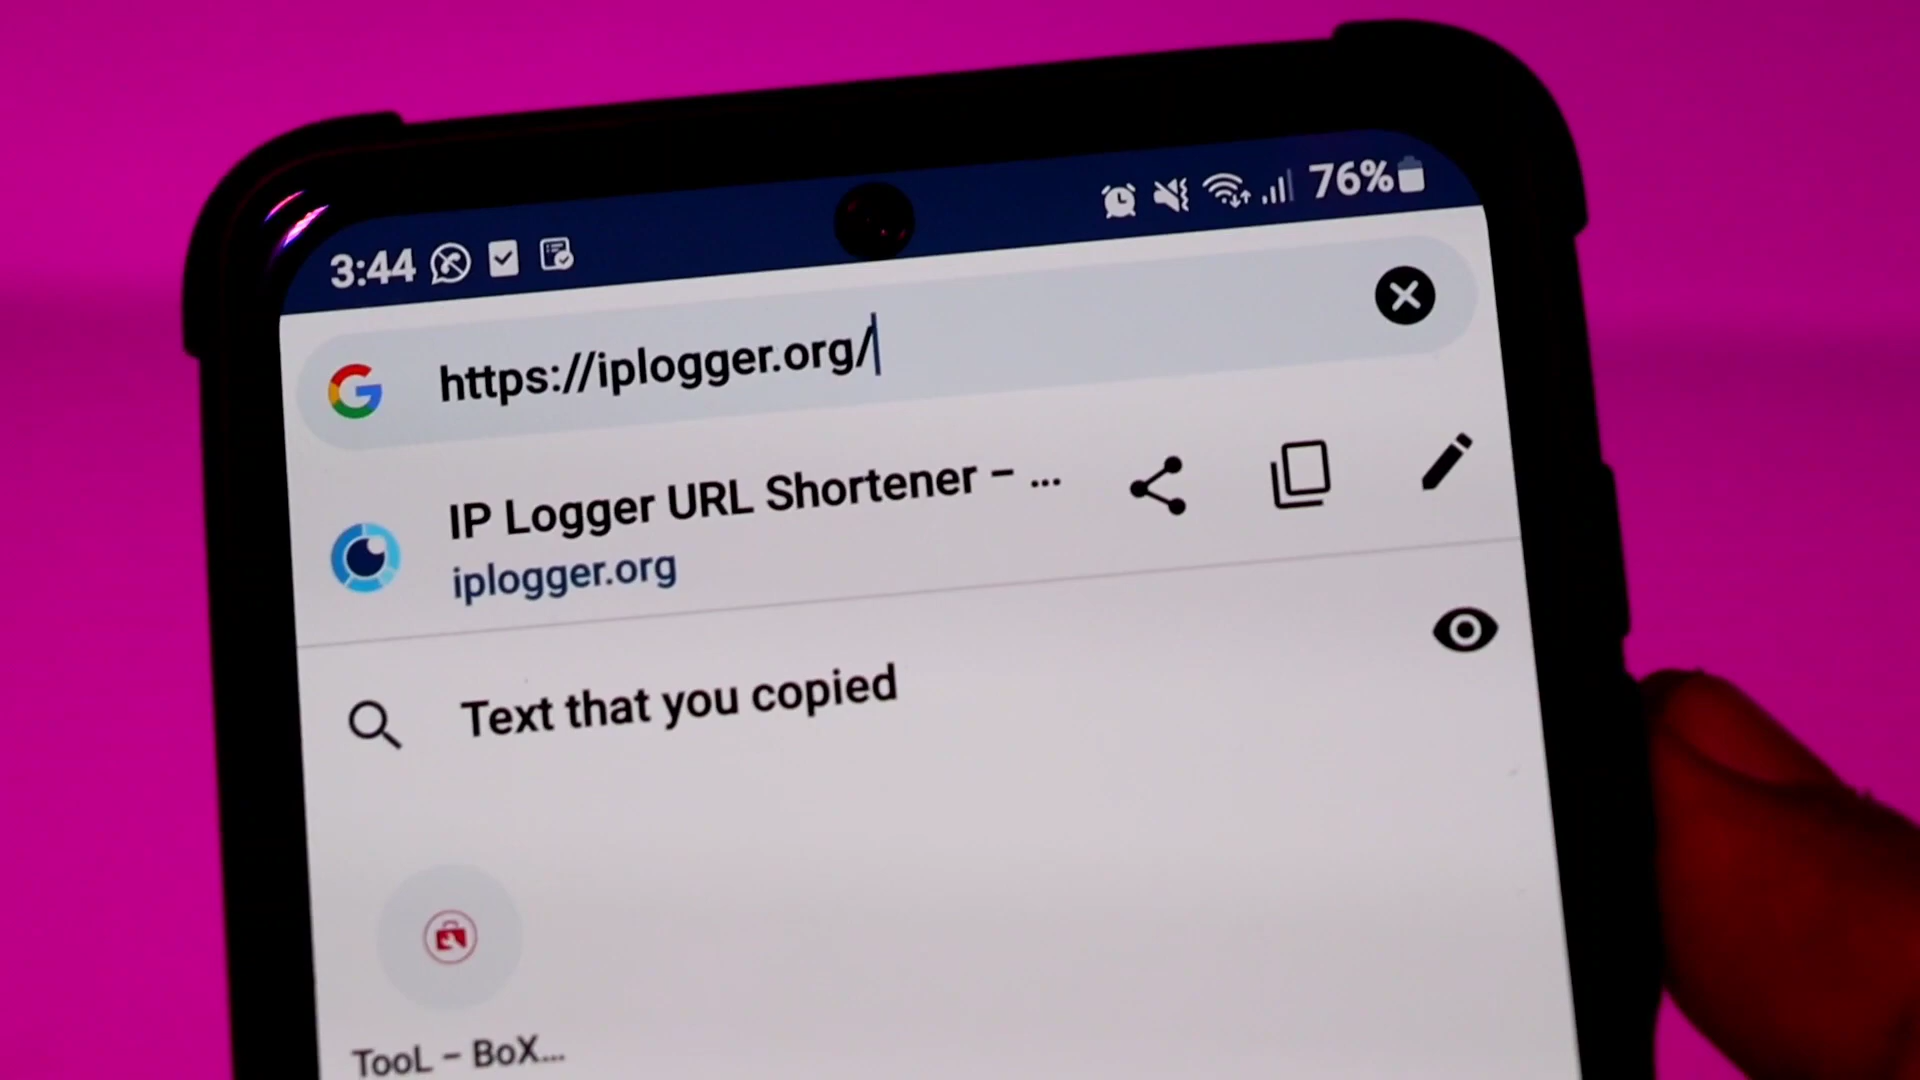 3:44 76%
https://iplogger.org/
IP Logger URL Shortener – ...
iplogger.org
Text that you copied
TooL – BoX...